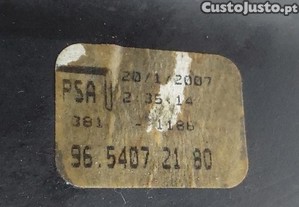 CustoJusto.pt
20/1/2007
PSA
2:35:14
381 - 1186
96.5407 21 80